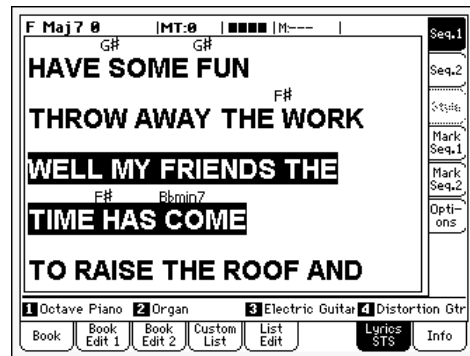 F Maj7 0 |MT:0 |■■■■ |M:--- |
G# G#
HAVE SOME FUN
F#
THROW AWAY THE WORK
WELL MY FRIENDS THE
F# Bbmin7
TIME HAS COME
TO RAISE THE ROOF AND
1 Octave Piano 2 Organ 3 Electric Guitar 4 Distortion Gtr
Book
Book Edit 1
Book Edit 2
Custom List
List Edit
Lyrics STS
Info
Seq.1
Seq.2
Style
Mark Seq.1
Mark Seq.2
Opti-
ons